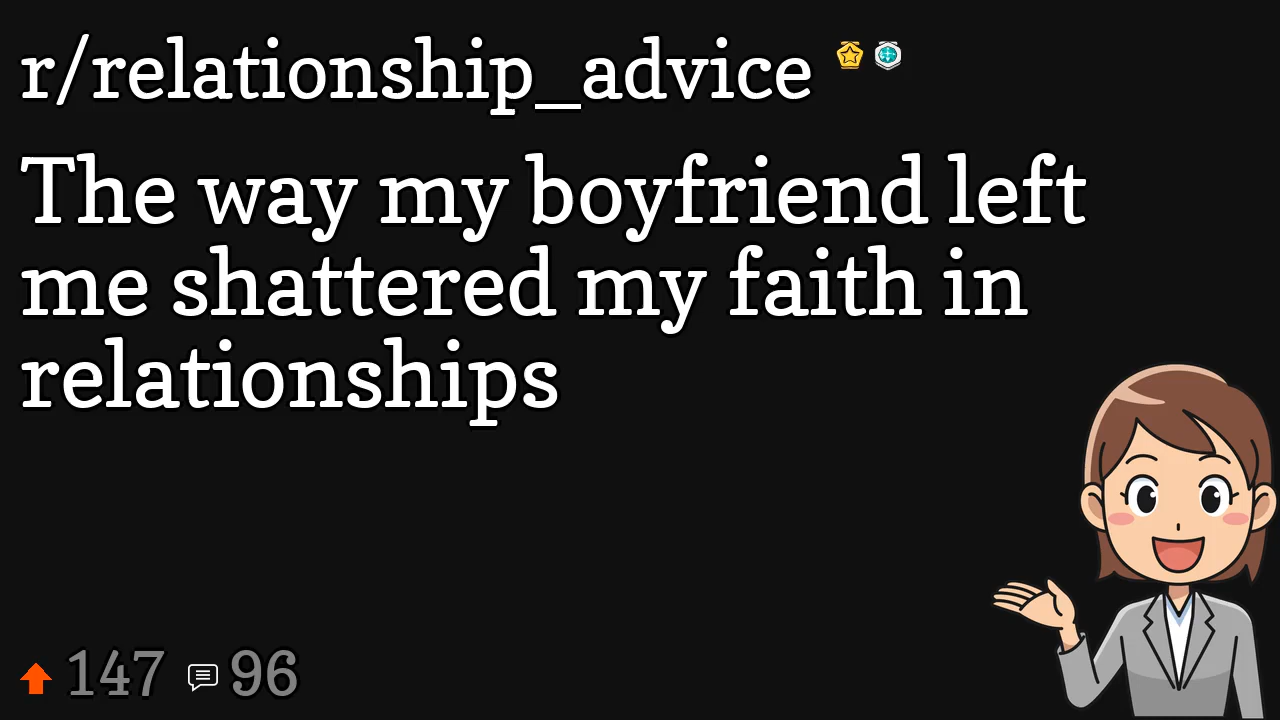 r/relationship_advice
The way my boyfriend left
me shattered my faith in
relationships
147 96